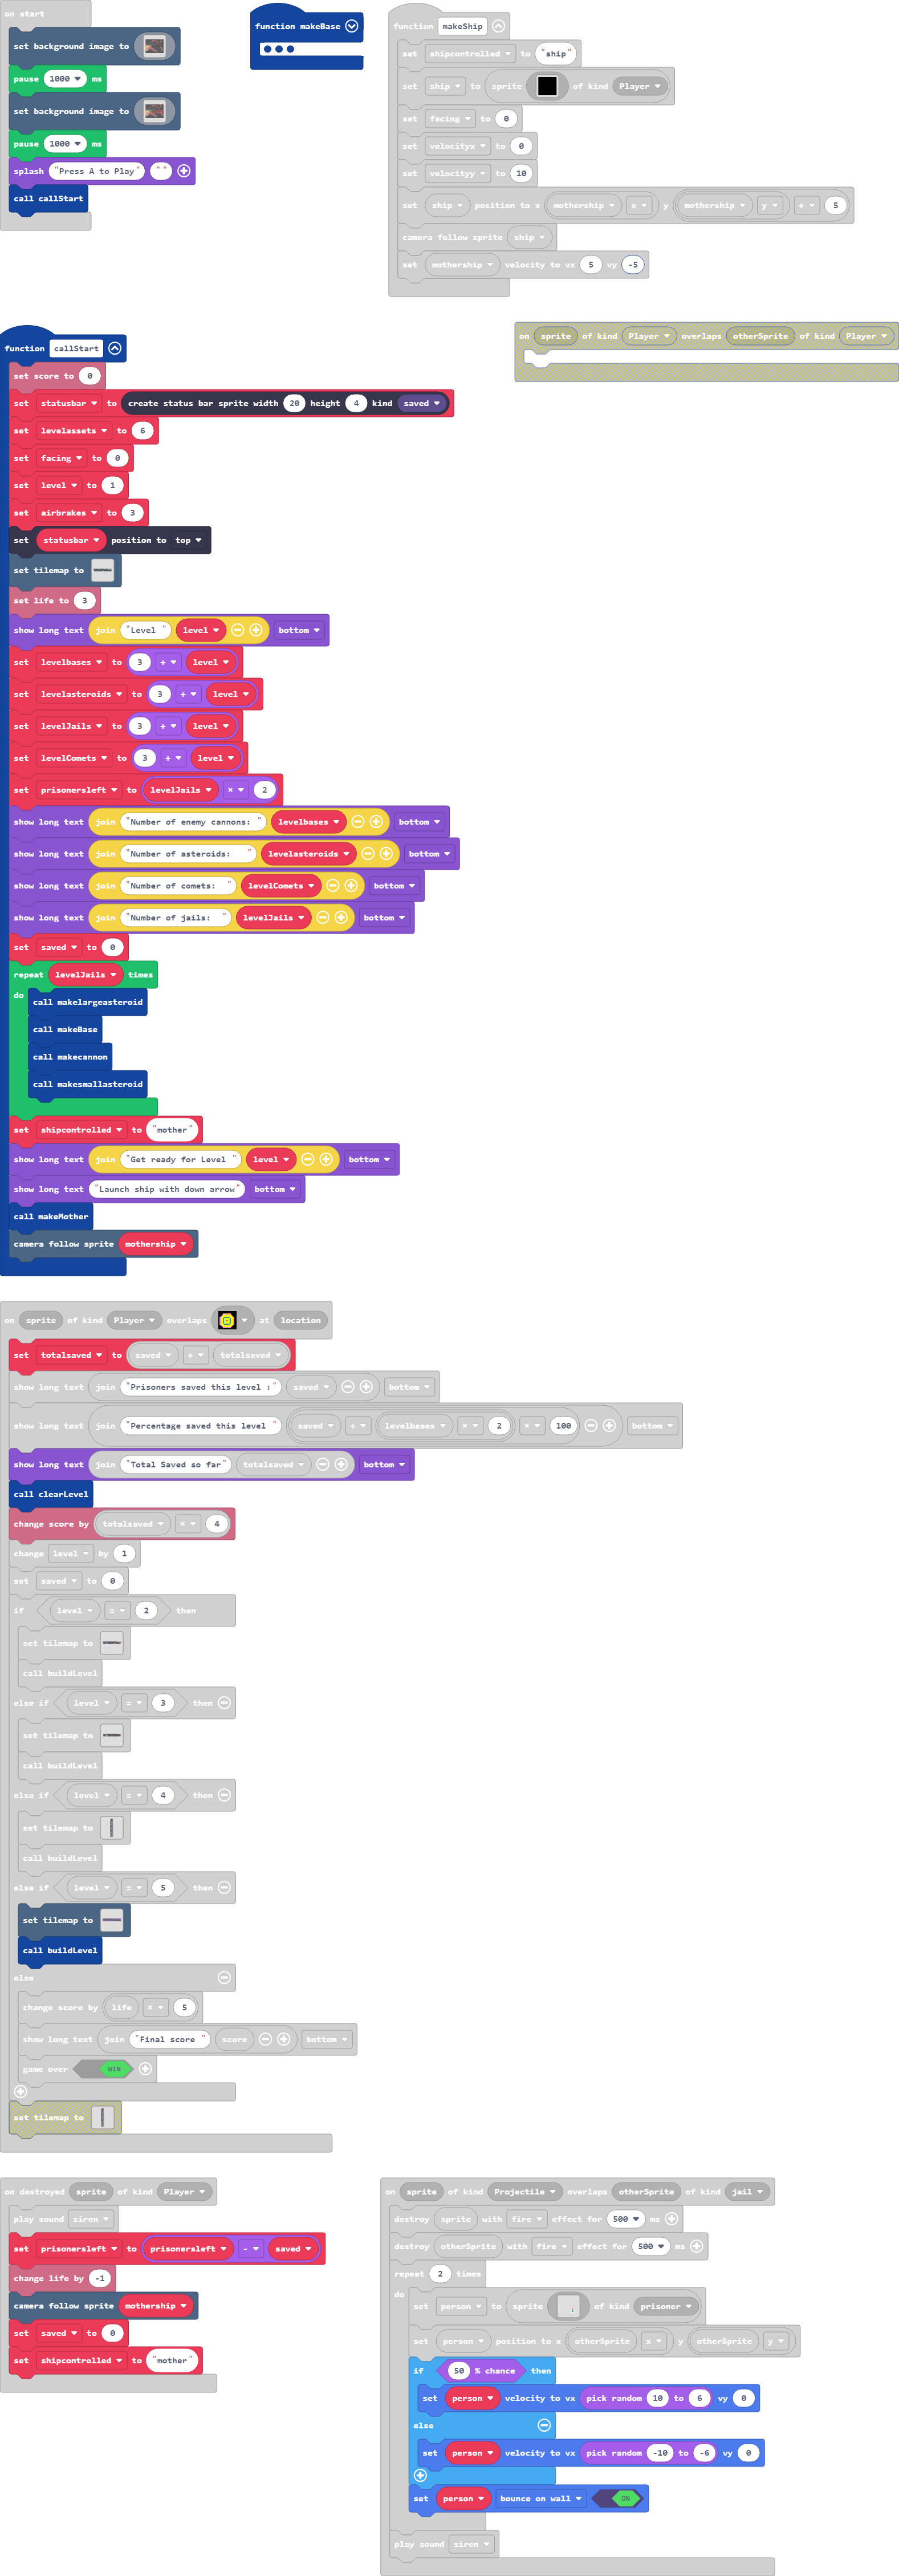 on start
set background image to
pause 1000 ms
set background image to
pause 1000 ms
splash "Press A to Play" " "
call callStart
function makeBase
function makeShip
set shipcontrolled to "ship"
set ship to sprite of kind Player
set facing to 0
set velocityx to 0
set velocityy to 10
set ship position to x mothership x y mothership y + 5
camera follow sprite ship
set mothership velocity to vx 5 vy -5
on sprite of kind Player overlaps otherSprite of kind Player
function callStart
set score to 0
set statusbar to create status bar sprite width 20 height 4 kind saved
set levelassets to 6
set facing to 0
set level to 1
set airbrakes to 3
set statusbar position to top
set tilemap to
set life to 3
show long text join "Level " level bottom
set levelbases to 3 + level
set levelasteroids to 3 + level
set levelJails to 3 + level
set levelComets to 3 + level
set prisonersleft to levelJails × 2
show long text join "Number of enemy cannons: " levelbases bottom
show long text join "Number of asteroids: " levelasteroids bottom
show long text join "Number of comets: " levelComets bottom
show long text join "Number of jails: " levelJails bottom
set saved to 0
repeat levelJails times
do
call makelargeasteroid
call makeBase
call makecannon
call makesmallasteroid
set shipcontrolled to "mother"
show long text join "Get ready for Level " level bottom
show long text "Launch ship with down arrow" bottom
call makeMother
camera follow sprite mothership
on sprite of kind Player overlaps at location
set totalsaved to saved + totalsaved
show long text join "Prisoners saved this level :" saved bottom
show long text join "Percentage saved this level " saved ÷ levelbases × 2 × 100 bottom
show long text join "Total Saved so far" totalsaved bottom
call clearLevel
change score by totalsaved × 4
change level by 1
set saved to 0
if level = 2 then
set tilemap to
call buildLevel
else if level = 3 then
set tilemap to
call buildLevel
else if level = 4 then
set tilemap to
call buildLevel
else if level = 5 then
set tilemap to
call buildLevel
else
change score by life × 5
show long text join "Final score " score bottom
game over WIN
set tilemap to
on destroyed sprite of kind Player
play sound siren
set prisonersleft to prisonersleft - saved
change life by -1
camera follow sprite mothership
set saved to 0
set shipcontrolled to "mother"
on sprite of kind Projectile overlaps otherSprite of kind jail
destroy sprite with fire effect for 500 ms
destroy otherSprite with fire effect for 500 ms
repeat 2 times
do
set person to sprite of kind prisoner
set person position to x otherSprite x y otherSprite y
if 50 % chance then
set person velocity to vx pick random 10 to 6 vy 0
else
set person velocity to vx pick random -10 to -6 vy 0
set person bounce on wall ON
play sound siren